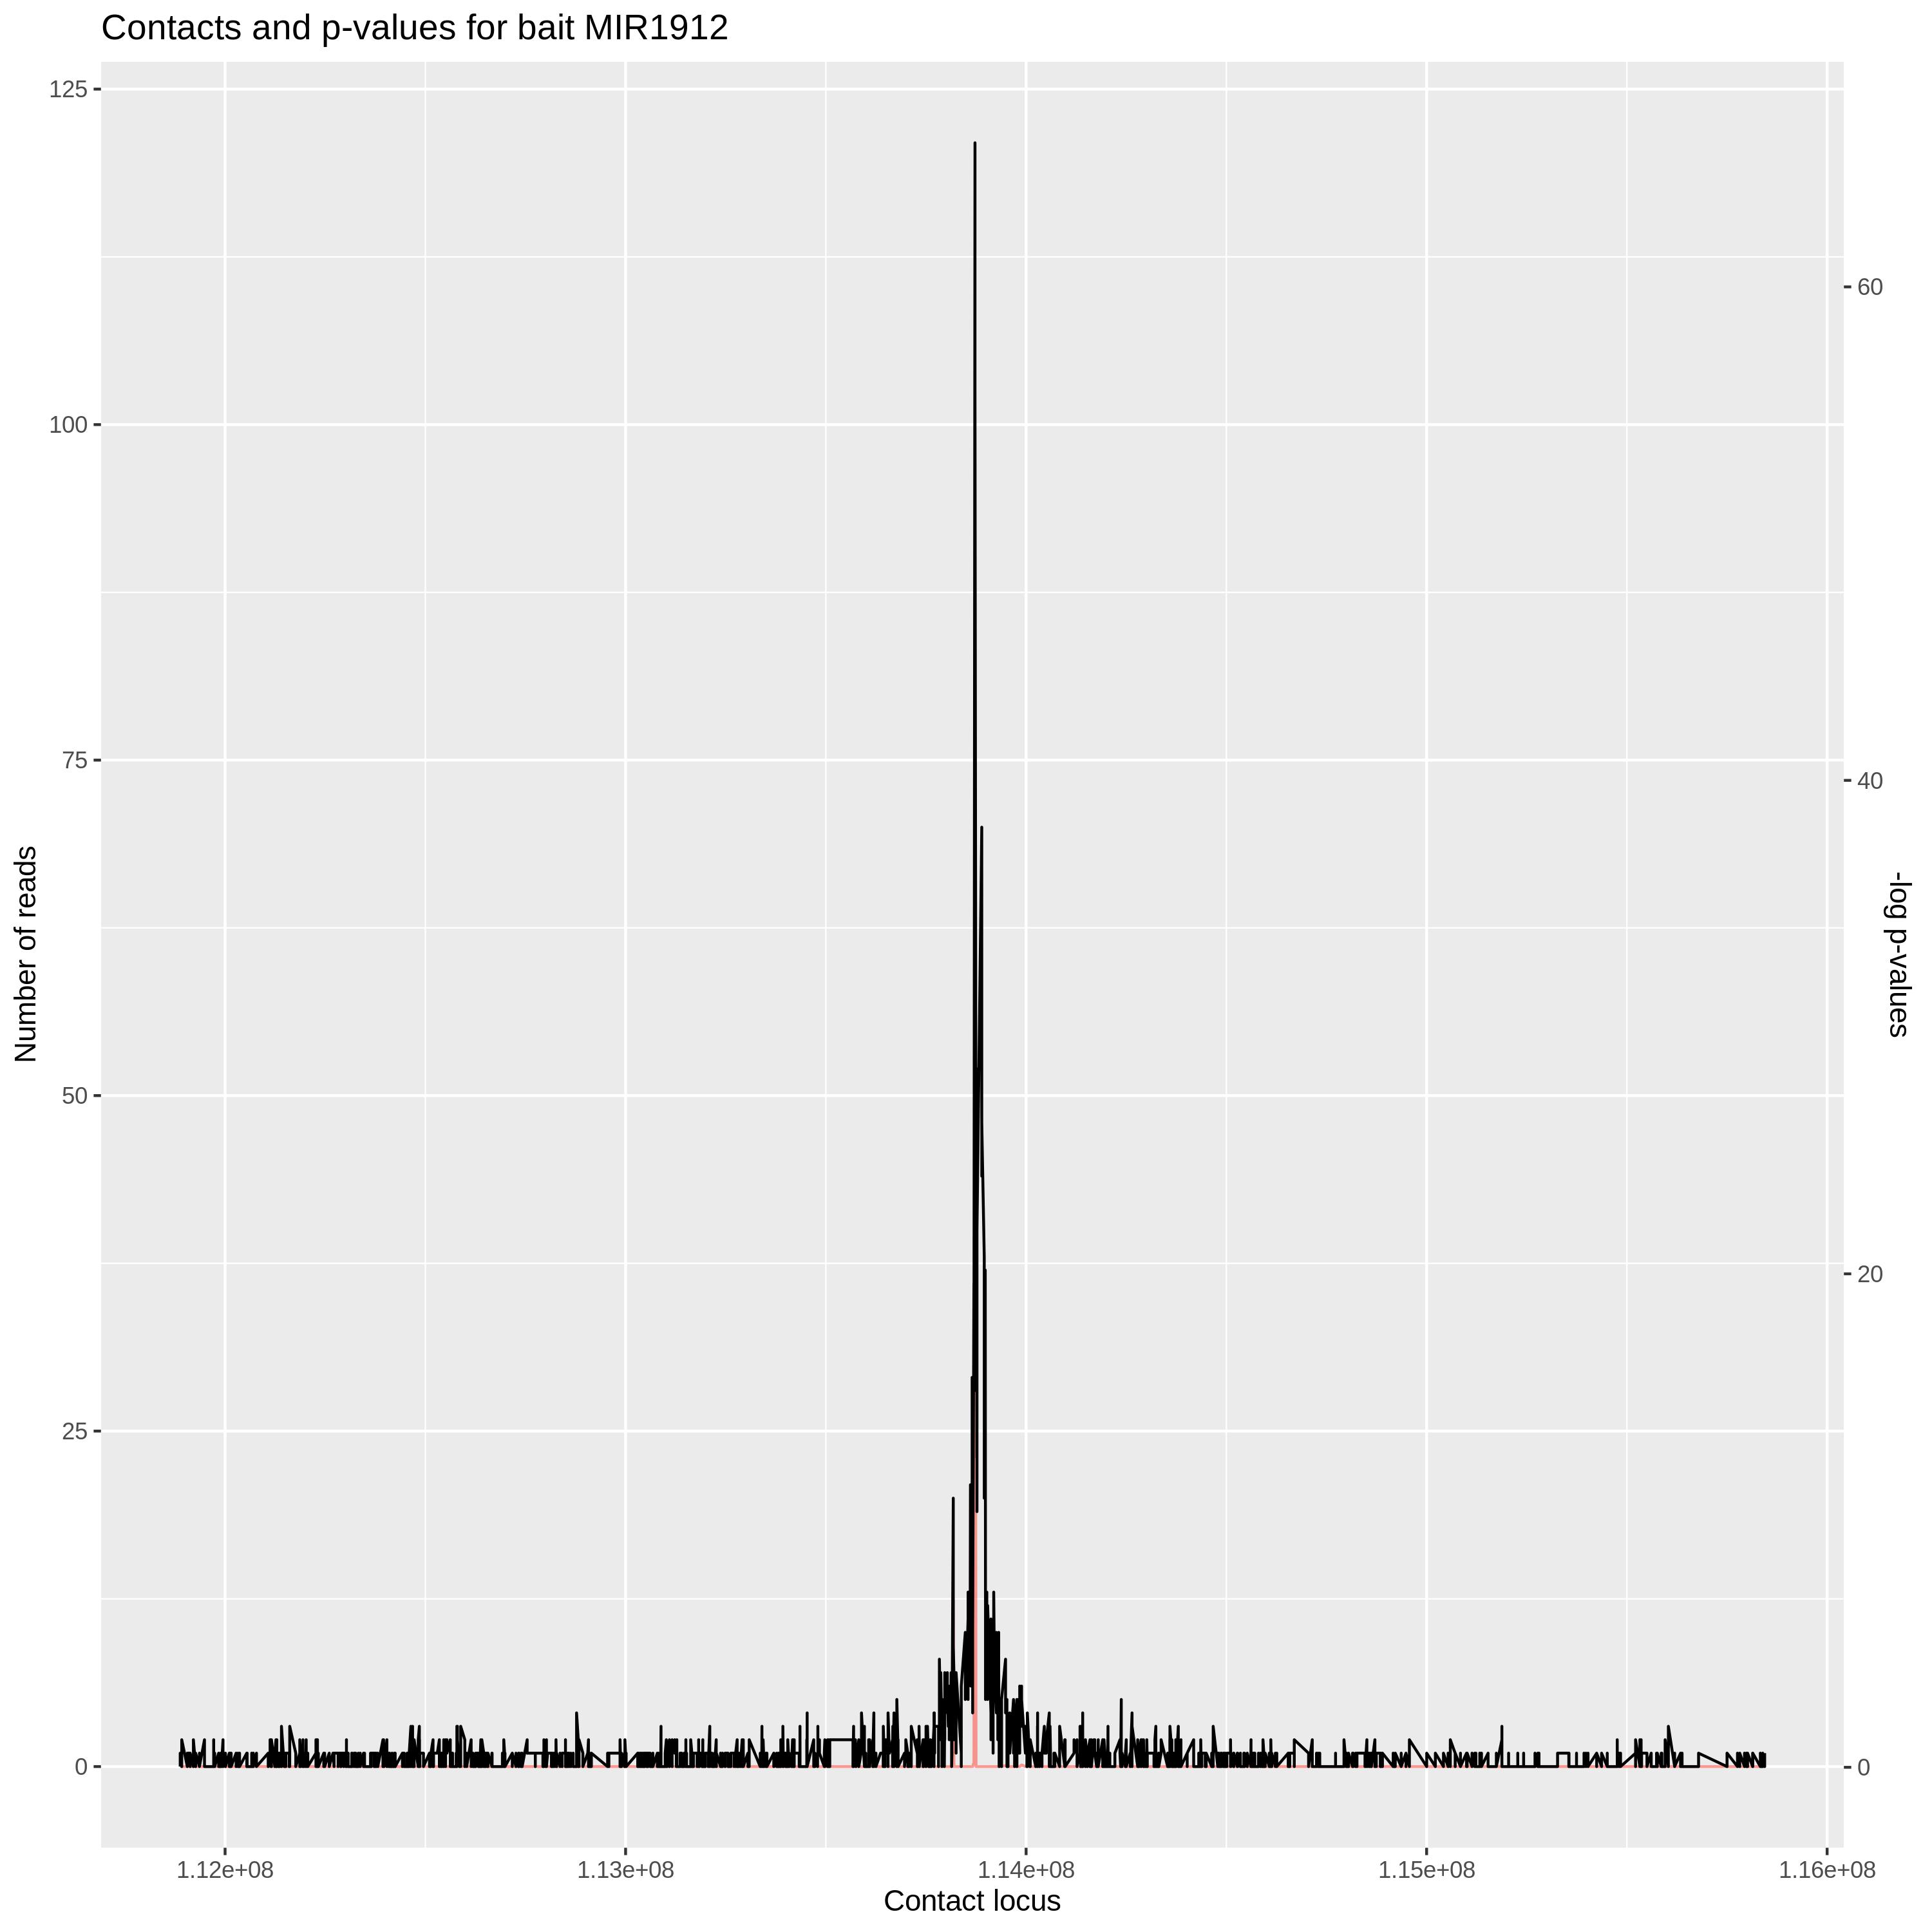 Contacts and p-values for bait MIR1912
125
100
75
50
25
0
Number of reads
60
40
20
0
-log p-values
1.12e+08
1.13e+08
1.14e+08
1.15e+08
1.16e+08
Contact locus